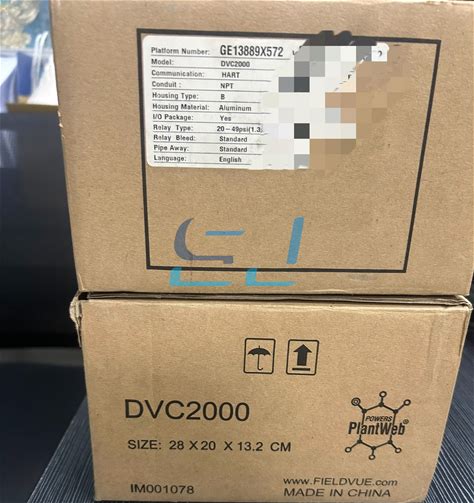 Platform Number: GE13889X572
Model: DVC2000
Communication: HART
Conduit : NPT
Housing Type: B
Housing Material: Aluminum
I/O Package: Yes
Relay Type: 20-49psi(1.3
Relay Bleed: Standard
Pipe Away: Standard
Language: English
DVC2000
SIZE: 28 X 20 X 13.2 CM
IM001078
POWERS
PlantWeb
WWW.FIELDVUE.COM
MADE IN CHINA